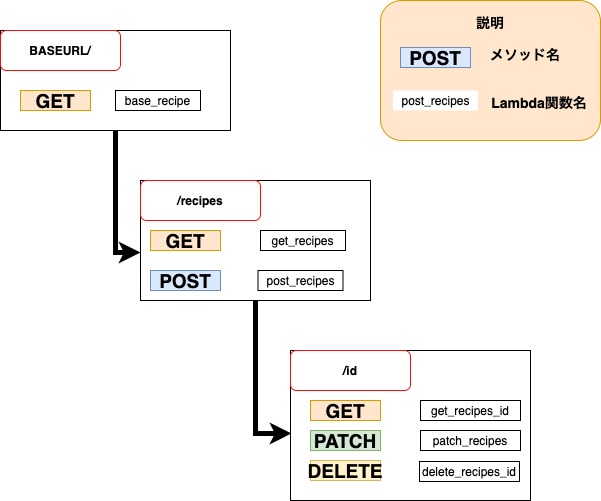 説明
POST メソッド名
post_recipes Lambda関数名
BASEURL/
GET base_recipe
/recipes
GET get_recipes
POST post_recipes
/id
GET get_recipes_id
PATCH patch_recipes
DELETE delete_recipes_id